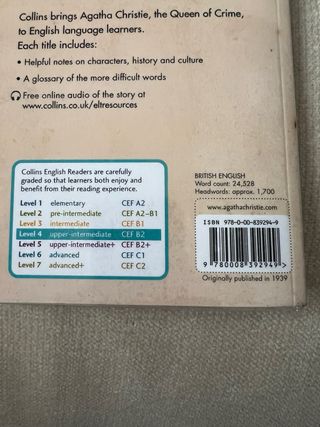 Collins brings Agatha Christie, the Queen of Crime,
to English language learners.
Each title includes:
• Helpful notes on characters, history and culture
• A glossary of the more difficult words
Free online audio of the story at
www.collins.co.uk/eltresources
Collins English Readers are carefully
graded so that learners both enjoy and
benefit from their reading experience.
Level 1 elementary CEF A2
Level 2 pre-intermediate CEF A2–B1
Level 3 intermediate CEF B1
Level 4 upper-intermediate CEF B2
Level 5 upper-intermediate+ CEF B2+
Level 6 advanced CEF C1
Level 7 advanced+ CEF C2
BRITISH ENGLISH
Word count: 24,528
Headwords: approx. 1,700
www.agathachristie.com
ISBN 978-0-00-839294-9
9 780008 392949 >
Originally published in 1939